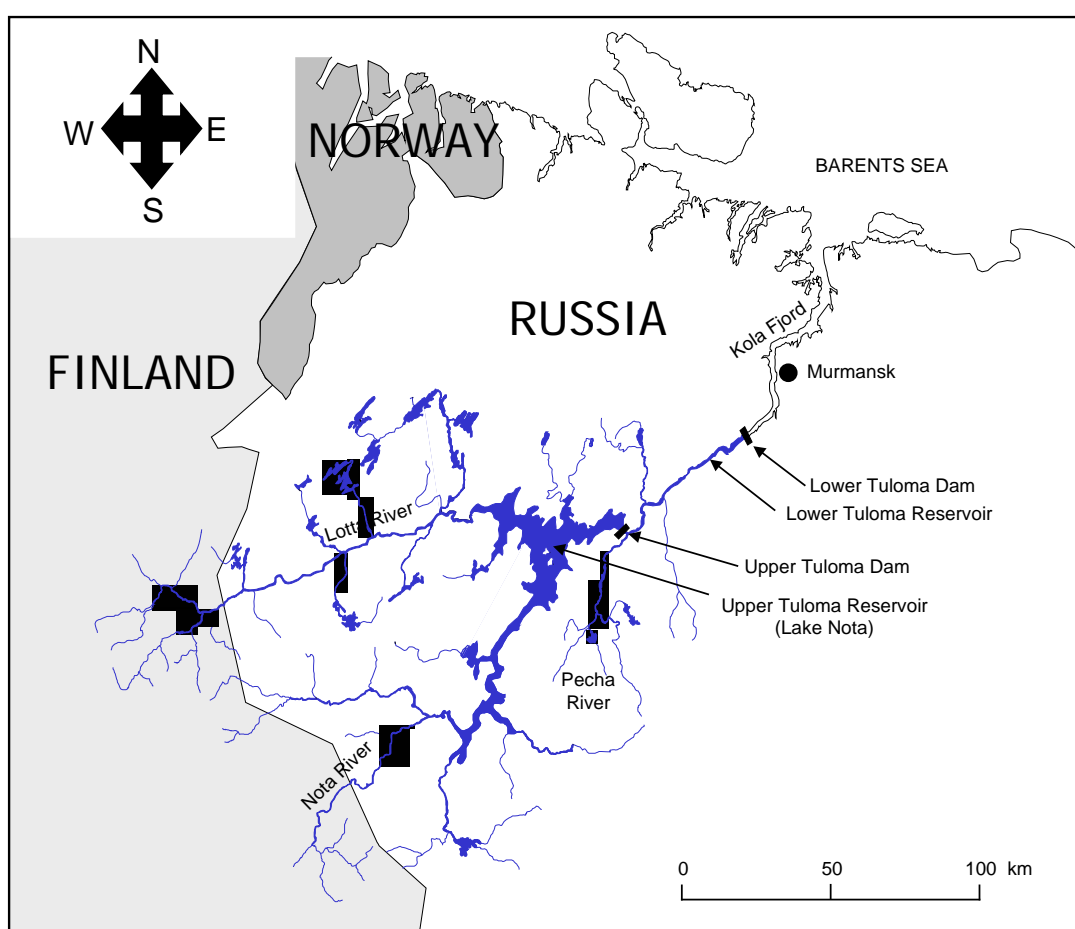 N
W
E
S
NORWAY
BARENTS SEA
RUSSIA
Kola Fjord
FINLAND
Murmansk
Lower Tuloma Dam
Lotta River
Lower Tuloma Reservoir
Upper Tuloma Dam
Upper Tuloma Reservoir
(Lake Nota)
Pecha
River
Nota River
0
50
100 km